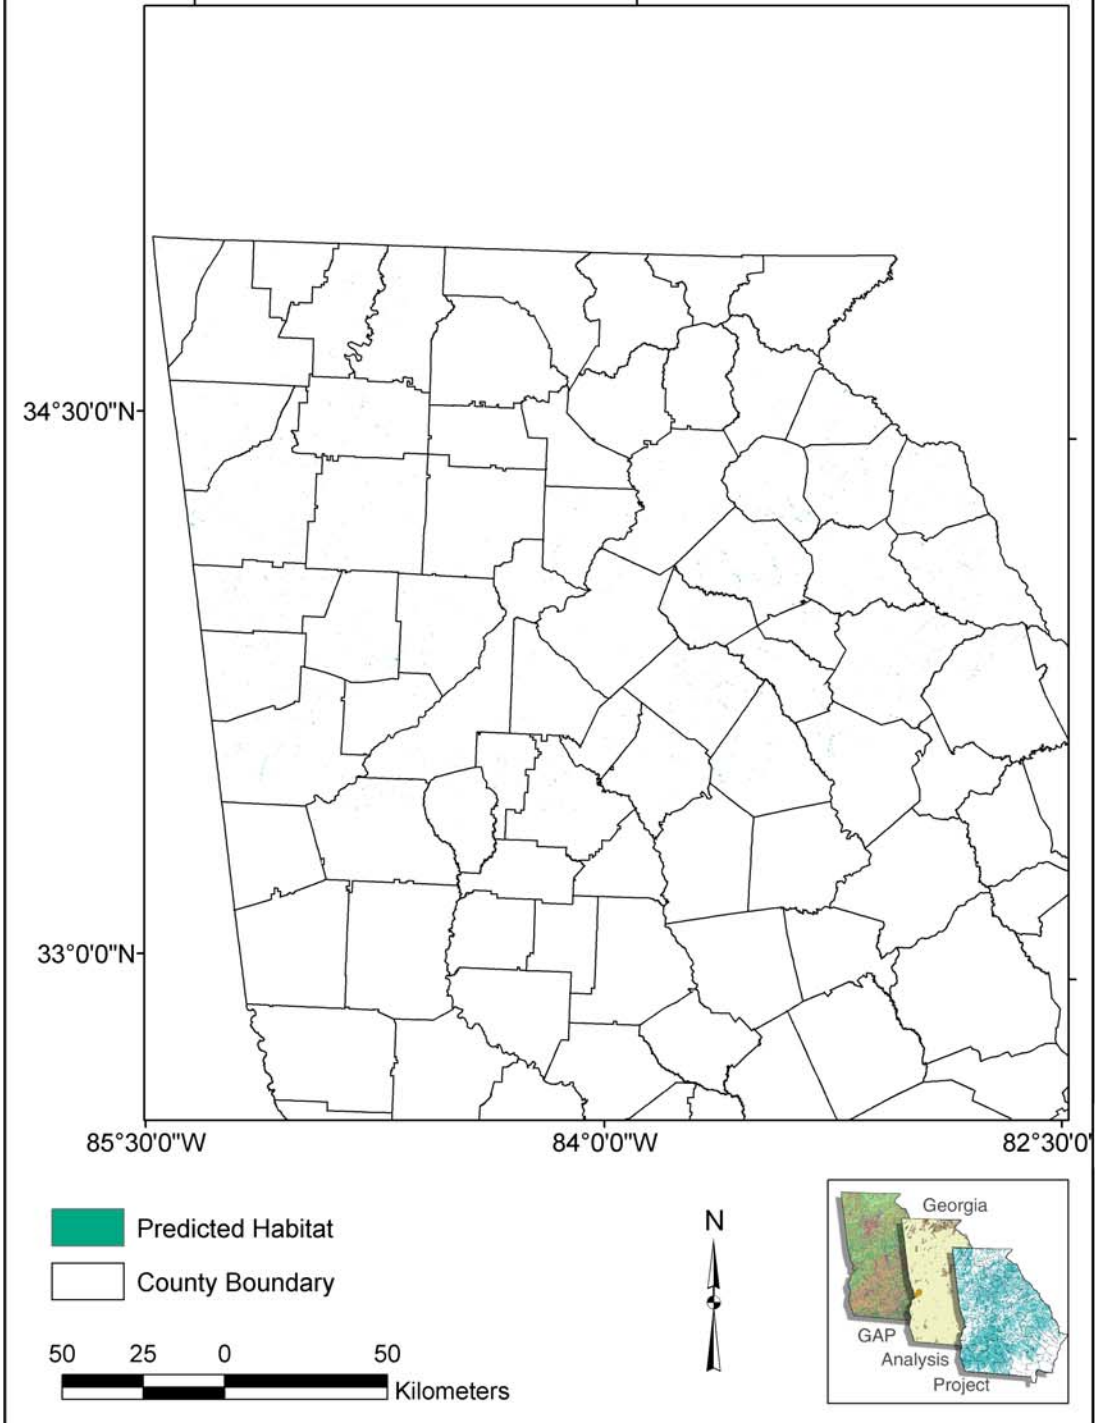 34°30'0"N
33°0'0"N
85°30'0"W
84°0'0"W
82°30'0'
Predicted Habitat
County Boundary
N
50 25 0 50
Kilometers
Georgia
GAP
Analysis
Project